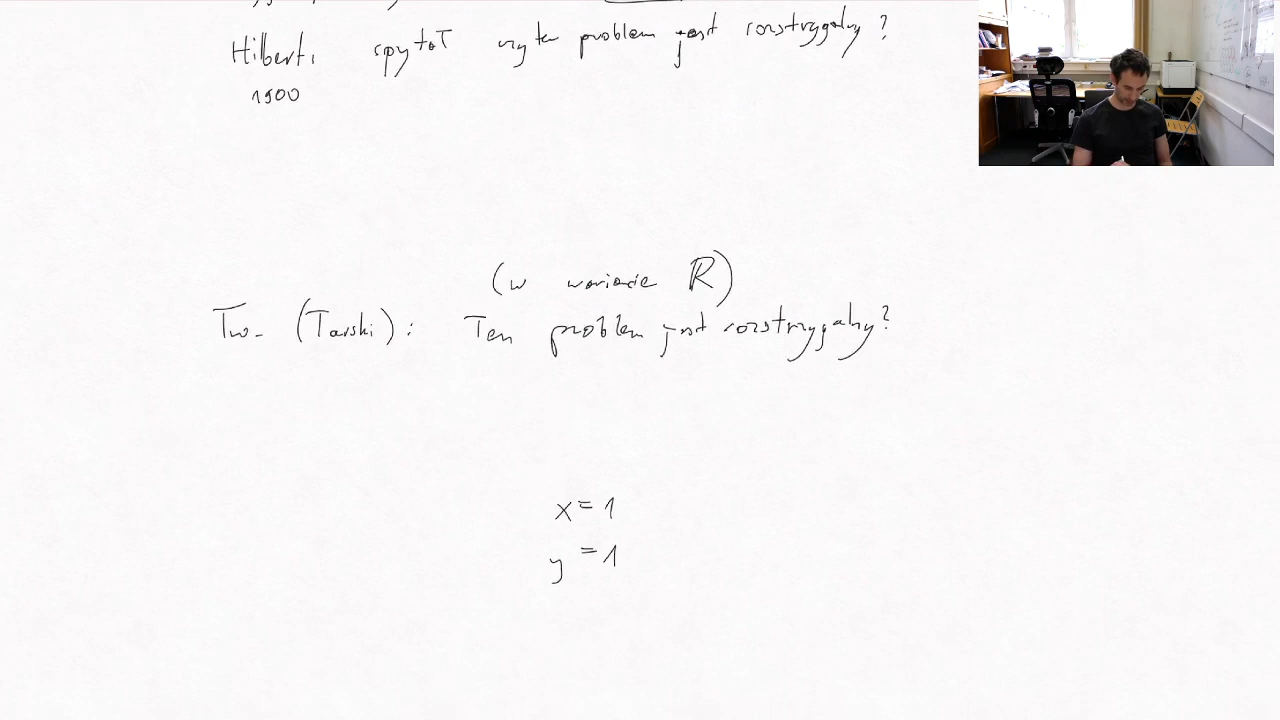 Hilbert, spytał czy ten problem jest rozstrzygalny?
1900
(w wariancie ℝ)
Tw. (Tarski): Ten problem jest rozstrzygalny?
x = 1
y = 1